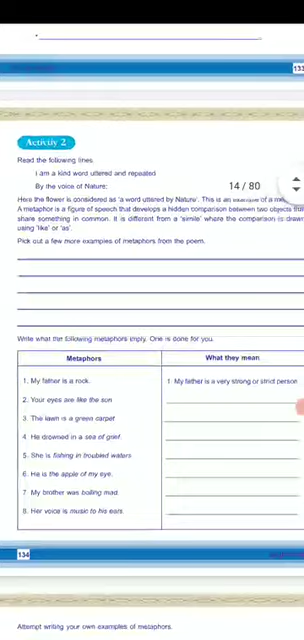 133
Activity 2
Read the following lines.
I am a kind word uttered and repeated
By the voice of Nature;
14 / 80
Here the flower is considered as 'a word uttered by Nature'. This is an of a
A metaphor is a figure of speech that develops a hidden comparison between two objects
share something in common. It is different from a 'simile' where the comparison is drawn
using 'like' or 'as'.
Pick out a few more examples of metaphors from the poem.
Write what the following metaphors imply. One is done for you.
Metaphors
What they mean
1. My father is a rock.
1 My father is a very strong or strict person
2. Your eyes are like the sun
3. The lawn is a green carpet
4. He drowned in a sea of grief.
5. She is fishing in troubled waters
6. He is the apple of my eye.
7. My brother was boiling mad
8. Her voice is music to his ears.
134
Attempt writing your own examples of metaphors.